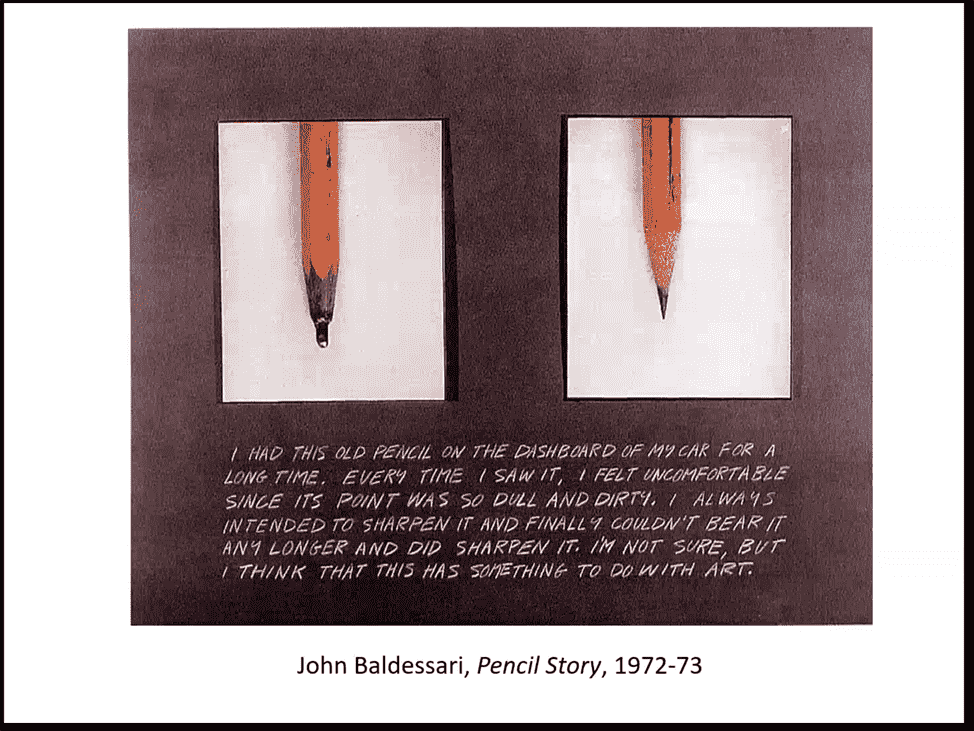 I HAD THIS OLD PENCIL ON THE DASHBOARD OF MY CAR FOR A
LONG TIME. EVERY TIME I SAW IT, I FELT UNCOMFORTABLE
SINCE ITS POINT WAS SO DULL AND DIRTY. I ALWAYS
INTENDED TO SHARPEN IT AND FINALLY COULDN'T BEAR IT
ANY LONGER AND DID SHARPEN IT. I'M NOT SURE, BUT
I THINK THAT THIS HAS SOMETHING TO DO WITH ART.
John Baldessari, Pencil Story, 1972-73